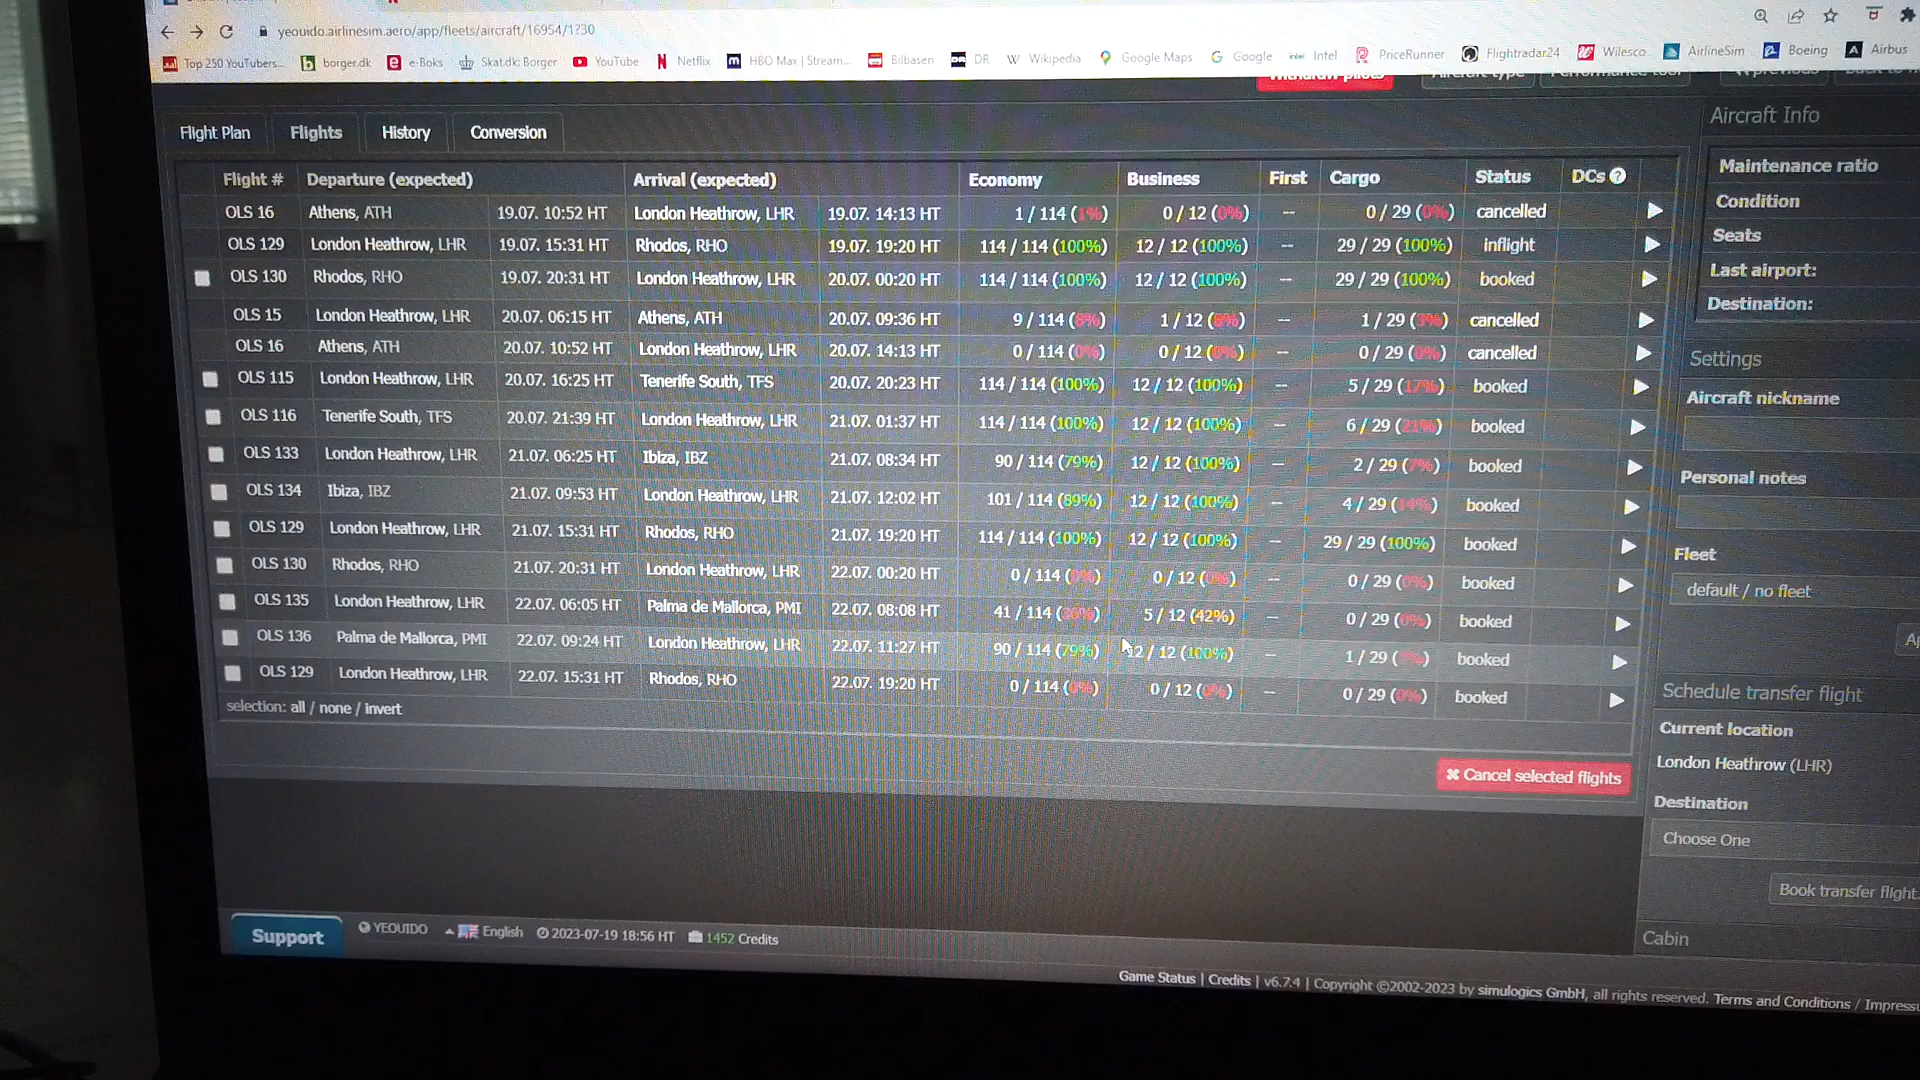 yeouido.airlinesim.aero/app/fleets/aircraft/16954/1?30
Top 250 YouTubers... borger.dk e-Boks Skat.dk: Borger YouTube Netflix HBO Max | Stream... Bilbasen DR Wikipedia Google Maps Google Intel PriceRunner Flightradar24 Wilesco AirlineSim Boeing Airbus
Withdraw pilots Aircraft type Performance tool previous
Flight Plan Flights History Conversion
Flight # Departure (expected) Arrival (expected) Economy Business First Cargo Status DCs
OLS 16 Athens, ATH 19.07. 10:52 HT London Heathrow, LHR 19.07. 14:13 HT 1 / 114 (1%) 0 / 12 (0%) -- 0 / 29 (0%) cancelled
OLS 129 London Heathrow, LHR 19.07. 15:31 HT Rhodos, RHO 19.07. 19:20 HT 114 / 114 (100%) 12 / 12 (100%) -- 29 / 29 (100%) inflight
OLS 130 Rhodos, RHO 19.07. 20:31 HT London Heathrow, LHR 20.07. 00:20 HT 114 / 114 (100%) 12 / 12 (100%) -- 29 / 29 (100%) booked
OLS 15 London Heathrow, LHR 20.07. 06:15 HT Athens, ATH 20.07. 09:36 HT 9 / 114 (8%) 1 / 12 (8%) -- 1 / 29 (3%) cancelled
OLS 16 Athens, ATH 20.07. 10:52 HT London Heathrow, LHR 20.07. 14:13 HT 0 / 114 (0%) 0 / 12 (0%) -- 0 / 29 (0%) cancelled
OLS 115 London Heathrow, LHR 20.07. 16:25 HT Tenerife South, TFS 20.07. 20:23 HT 114 / 114 (100%) 12 / 12 (100%) -- 5 / 29 (17%) booked
OLS 116 Tenerife South, TFS 20.07. 21:39 HT London Heathrow, LHR 21.07. 01:37 HT 114 / 114 (100%) 12 / 12 (100%) -- 6 / 29 (21%) booked
OLS 133 London Heathrow, LHR 21.07. 06:25 HT Ibiza, IBZ 21.07. 08:34 HT 90 / 114 (79%) 12 / 12 (100%) -- 2 / 29 (7%) booked
OLS 134 Ibiza, IBZ 21.07. 09:53 HT London Heathrow, LHR 21.07. 12:02 HT 101 / 114 (89%) 12 / 12 (100%) -- 4 / 29 (14%) booked
OLS 129 London Heathrow, LHR 21.07. 15:31 HT Rhodos, RHO 21.07. 19:20 HT 114 / 114 (100%) 12 / 12 (100%) -- 29 / 29 (100%) booked
OLS 130 Rhodos, RHO 21.07. 20:31 HT London Heathrow, LHR 22.07. 00:20 HT 0 / 114 (0%) 0 / 12 (0%) -- 0 / 29 (0%) booked
OLS 135 London Heathrow, LHR 22.07. 06:05 HT Palma de Mallorca, PMI 22.07. 08:08 HT 41 / 114 (36%) 5 / 12 (42%) -- 0 / 29 (0%) booked
OLS 136 Palma de Mallorca, PMI 22.07. 09:24 HT London Heathrow, LHR 22.07. 11:27 HT 90 / 114 (79%) 12 / 12 (100%) -- 1 / 29 booked
OLS 129 London Heathrow, LHR 22.07. 15:31 HT Rhodos, RHO 22.07. 19:20 HT 0 / 114 (0%) 0 / 12 (0%) -- 0 / 29 (0%) booked
selection: all / none / invert
Cancel selected flights
Aircraft Info
Maintenance ratio
Condition
Seats
Last airport:
Destination:
Settings
Aircraft nickname
Personal notes
Fleet
default / no fleet
Schedule transfer flight
Current location
London Heathrow (LHR)
Destination
Choose One
Book transfer flight
Cabin
Support YEOUIDO English 2023-07-19 18:56 HT 1452 Credits
Game Status | Credits | v6.7.4 | Copyright ©2002-2023 by simulogics GmbH, all rights reserved. Terms and Conditions /